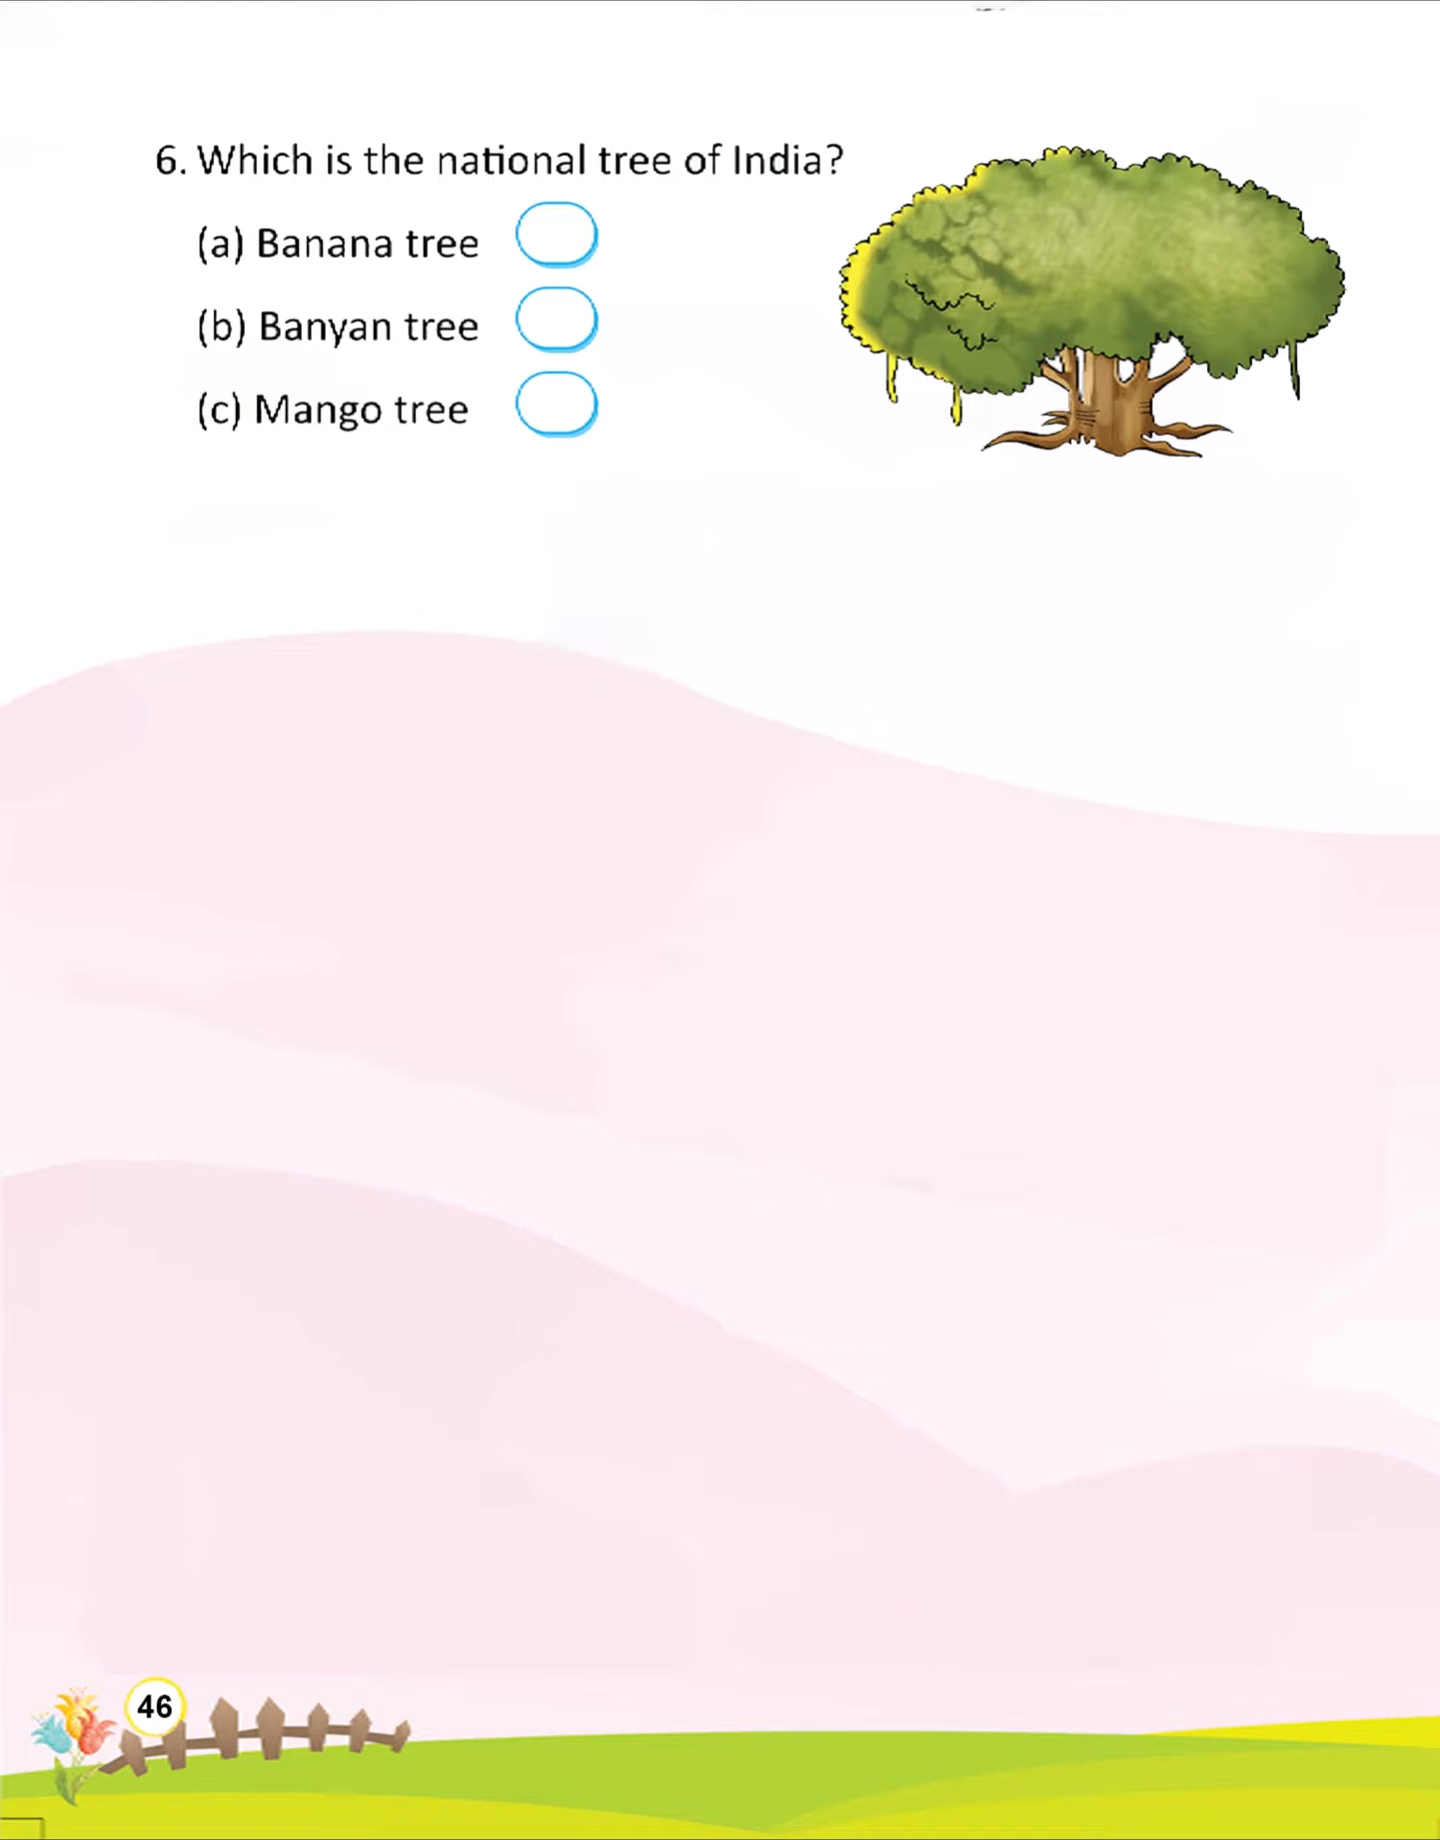 6. Which is the national tree of India?
(a) Banana tree
(b) Banyan tree
(c) Mango tree
46